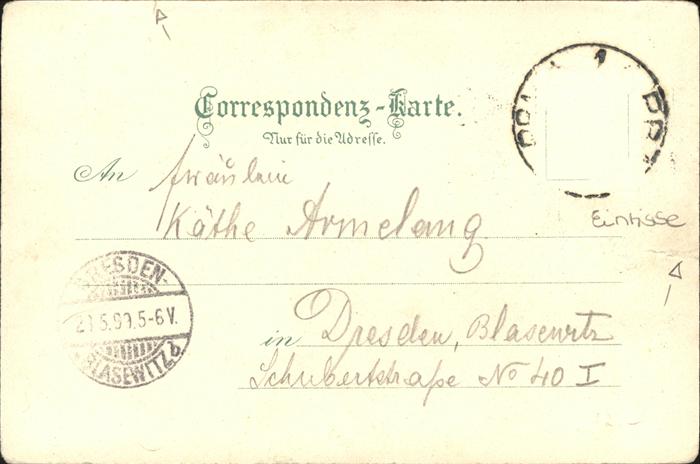 Correspondenz-Karte.
Nur für die Adresse.
An Fräulein
Käthe Armelang
Einrisse
DRESDEN-
21.5.99.5-6V.
BLASEWITZ b
in Dresden, Blasewitz
Schubertstraße No 40 I